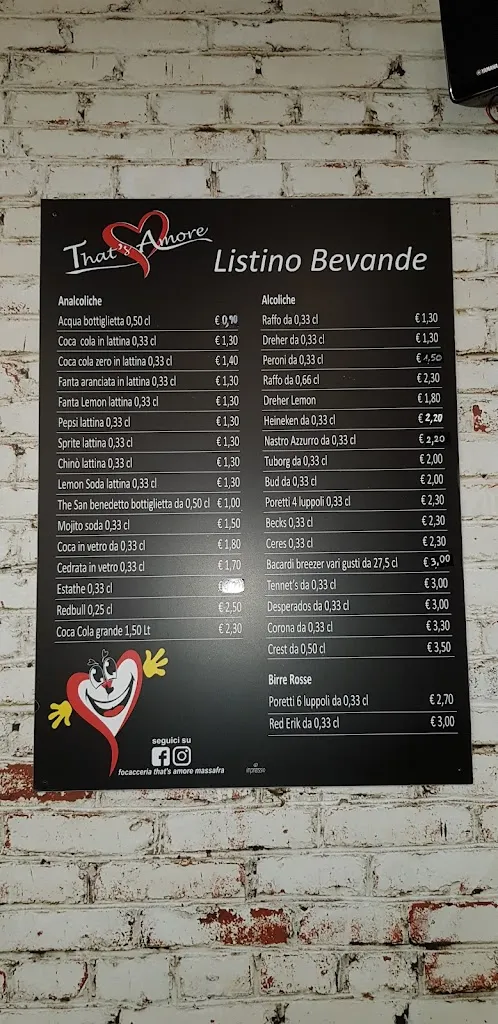 YAMAHA
That's Amore
Listino Bevande
Analcoliche
Acqua bottiglietta 0,50 cl € 0,90
Coca cola in lattina 0,33 cl € 1,30
Coca cola zero in lattina 0,33 cl € 1,40
Fanta aranciata in lattina 0,33 cl € 1,30
Fanta Lemon lattina 0,33 cl € 1,30
Pepsi lattina 0,33 cl € 1,30
Sprite lattina 0,33 cl € 1,30
Chinò lattina 0,33 cl € 1,30
Lemon Soda lattina 0,33 cl € 1,30
The San benedetto bottiglietta da 0,50 cl € 1,00
Mojito soda 0,33 cl € 1,50
Coca in vetro da 0,33 cl € 1,80
Cedrata in vetro 0,33 cl € 1,70
Estathe 0,33 cl €
Redbull 0,25 cl € 2,50
Coca Cola grande 1,50 Lt € 2,30
Alcoliche
Raffo da 0,33 cl € 1,30
Dreher da 0,33 cl € 1,30
Peroni da 0,33 cl € 1,50
Raffo da 0,66 cl € 2,30
Dreher Lemon € 1,80
Heineken da 0,33 cl € 2,20
Nastro Azzurro da 0,33 cl € 2,20
Tuborg da 0,33 cl € 2,00
Bud da 0,33 cl € 2,00
Poretti 4 luppoli 0,33 cl € 2,30
Becks 0,33 cl € 2,30
Ceres 0,33 cl € 2,30
Bacardi breezer vari gusti da 27,5 cl € 3,00
Tennet's da 0,33 cl € 3,00
Desperados da 0,33 cl € 3,00
Corona da 0,33 cl € 3,30
Crest da 0,50 cl € 3,50
Birre Rosse
Poretti 6 luppoli da 0,33 cl € 2,70
Red Erik da 0,33 cl € 3,00
seguici su
focacceria that's amore massafra